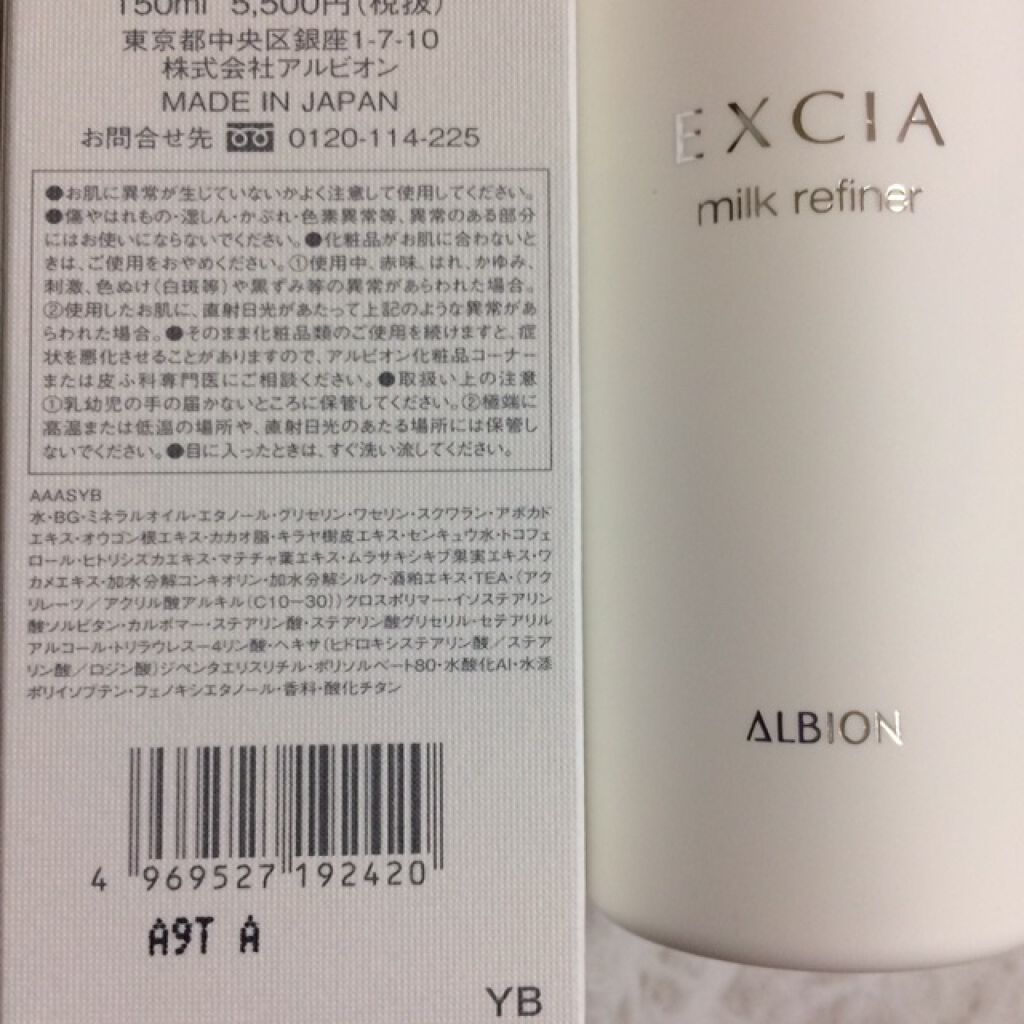 150ml 5,500円(税抜)
東京都中央区銀座1-7-10
株式会社アルビオン
MADE IN JAPAN
お問合せ先 0120-114-225
●お肌に異常が生じていないかよく注意して使用してください。
●傷やはれもの・湿しん・かぶれ・色素異常等、異常のある部分
にはお使いにならないでください。●化粧品がお肌に合わないと
きは、ご使用をおやめください。①使用中、赤味、はれ、かゆみ、
刺激、色ぬけ(白斑等)や黒ずみ等の異常があらわれた場合。
②使用したお肌に、直射日光があたって上記のような異常があ
らわれた場合。●そのまま化粧品類のご使用を続けますと、症
状を悪化させることがありますので、アルビオン化粧品コーナー
または皮ふ科専門医にご相談ください。●取扱い上の注意
①乳幼児の手の届かないところに保管してください。②極端に
高温または低温の場所や、直射日光のあたる場所には保管し
ないでください。●目に入ったときは、すぐ洗い流してください。
AAASYB
水・BG・ミネラルオイル・エタノール・グリセリン・ワセリン・スクワラン・アボカド
エキス・オウゴン根エキス・カカオ脂・キラヤ樹皮エキス・センキュウ水・トコフェ
ロール・ヒトリシズカエキス・マテチャ葉エキス・ムラサキシキブ果実エキス・ワ
カメエキス・加水分解コンキオリン・加水分解シルク・酒粕エキス・TEA・(アク
リレーツ/アクリル酸アルキル(C10-30))クロスポリマー・イソステアリン
酸ソルビタン・カルボマー・ステアリン酸・ステアリン酸グリセリル・セテアリル
アルコール・トリラウレス-4リン酸・ヘキサ(ヒドロキシステアリン酸/ステア
リン酸/ロジン酸)ジペンタエリスリチル・ポリソルベート80・水酸化Al・水添
ポリイソブテン・フェノキシエタノール・香料・酸化チタン
4 969527 192420
A9T A
YB
EXCIA
milk refiner
ALBION